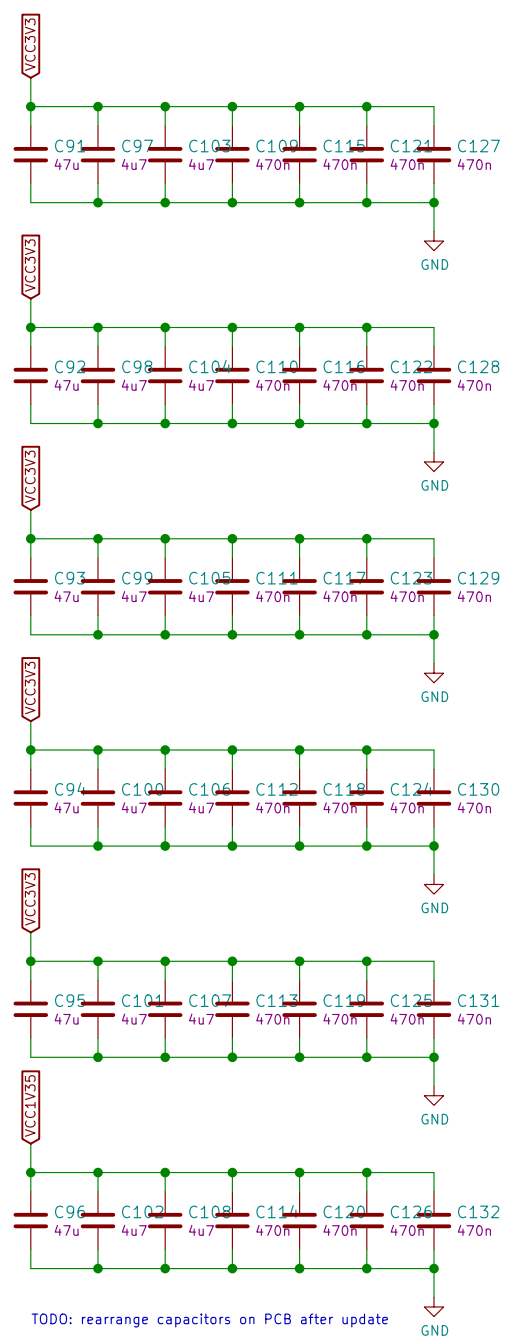 VCC3V3
C91 C97 C103 C109 C115 C121 C127
47u 4u7 4u7 470n 470n 470n 470n
GND
VCC3V3
C92 C98 C104 C110 C116 C122 C128
47u 4u7 4u7 470n 470n 470n 470n
GND
VCC3V3
C93 C99 C105 C111 C117 C123 C129
47u 4u7 4u7 470n 470n 470n 470n
GND
VCC3V3
C94 C100 C106 C112 C118 C124 C130
47u 4u7 4u7 470n 470n 470n 470n
GND
VCC3V3
C95 C101 C107 C113 C119 C125 C131
47u 4u7 4u7 470n 470n 470n 470n
GND
VCC1V35
C96 C102 C108 C114 C120 C126 C132
47u 4u7 4u7 470n 470n 470n 470n
TODO: rearrange capacitors on PCB after update
GND